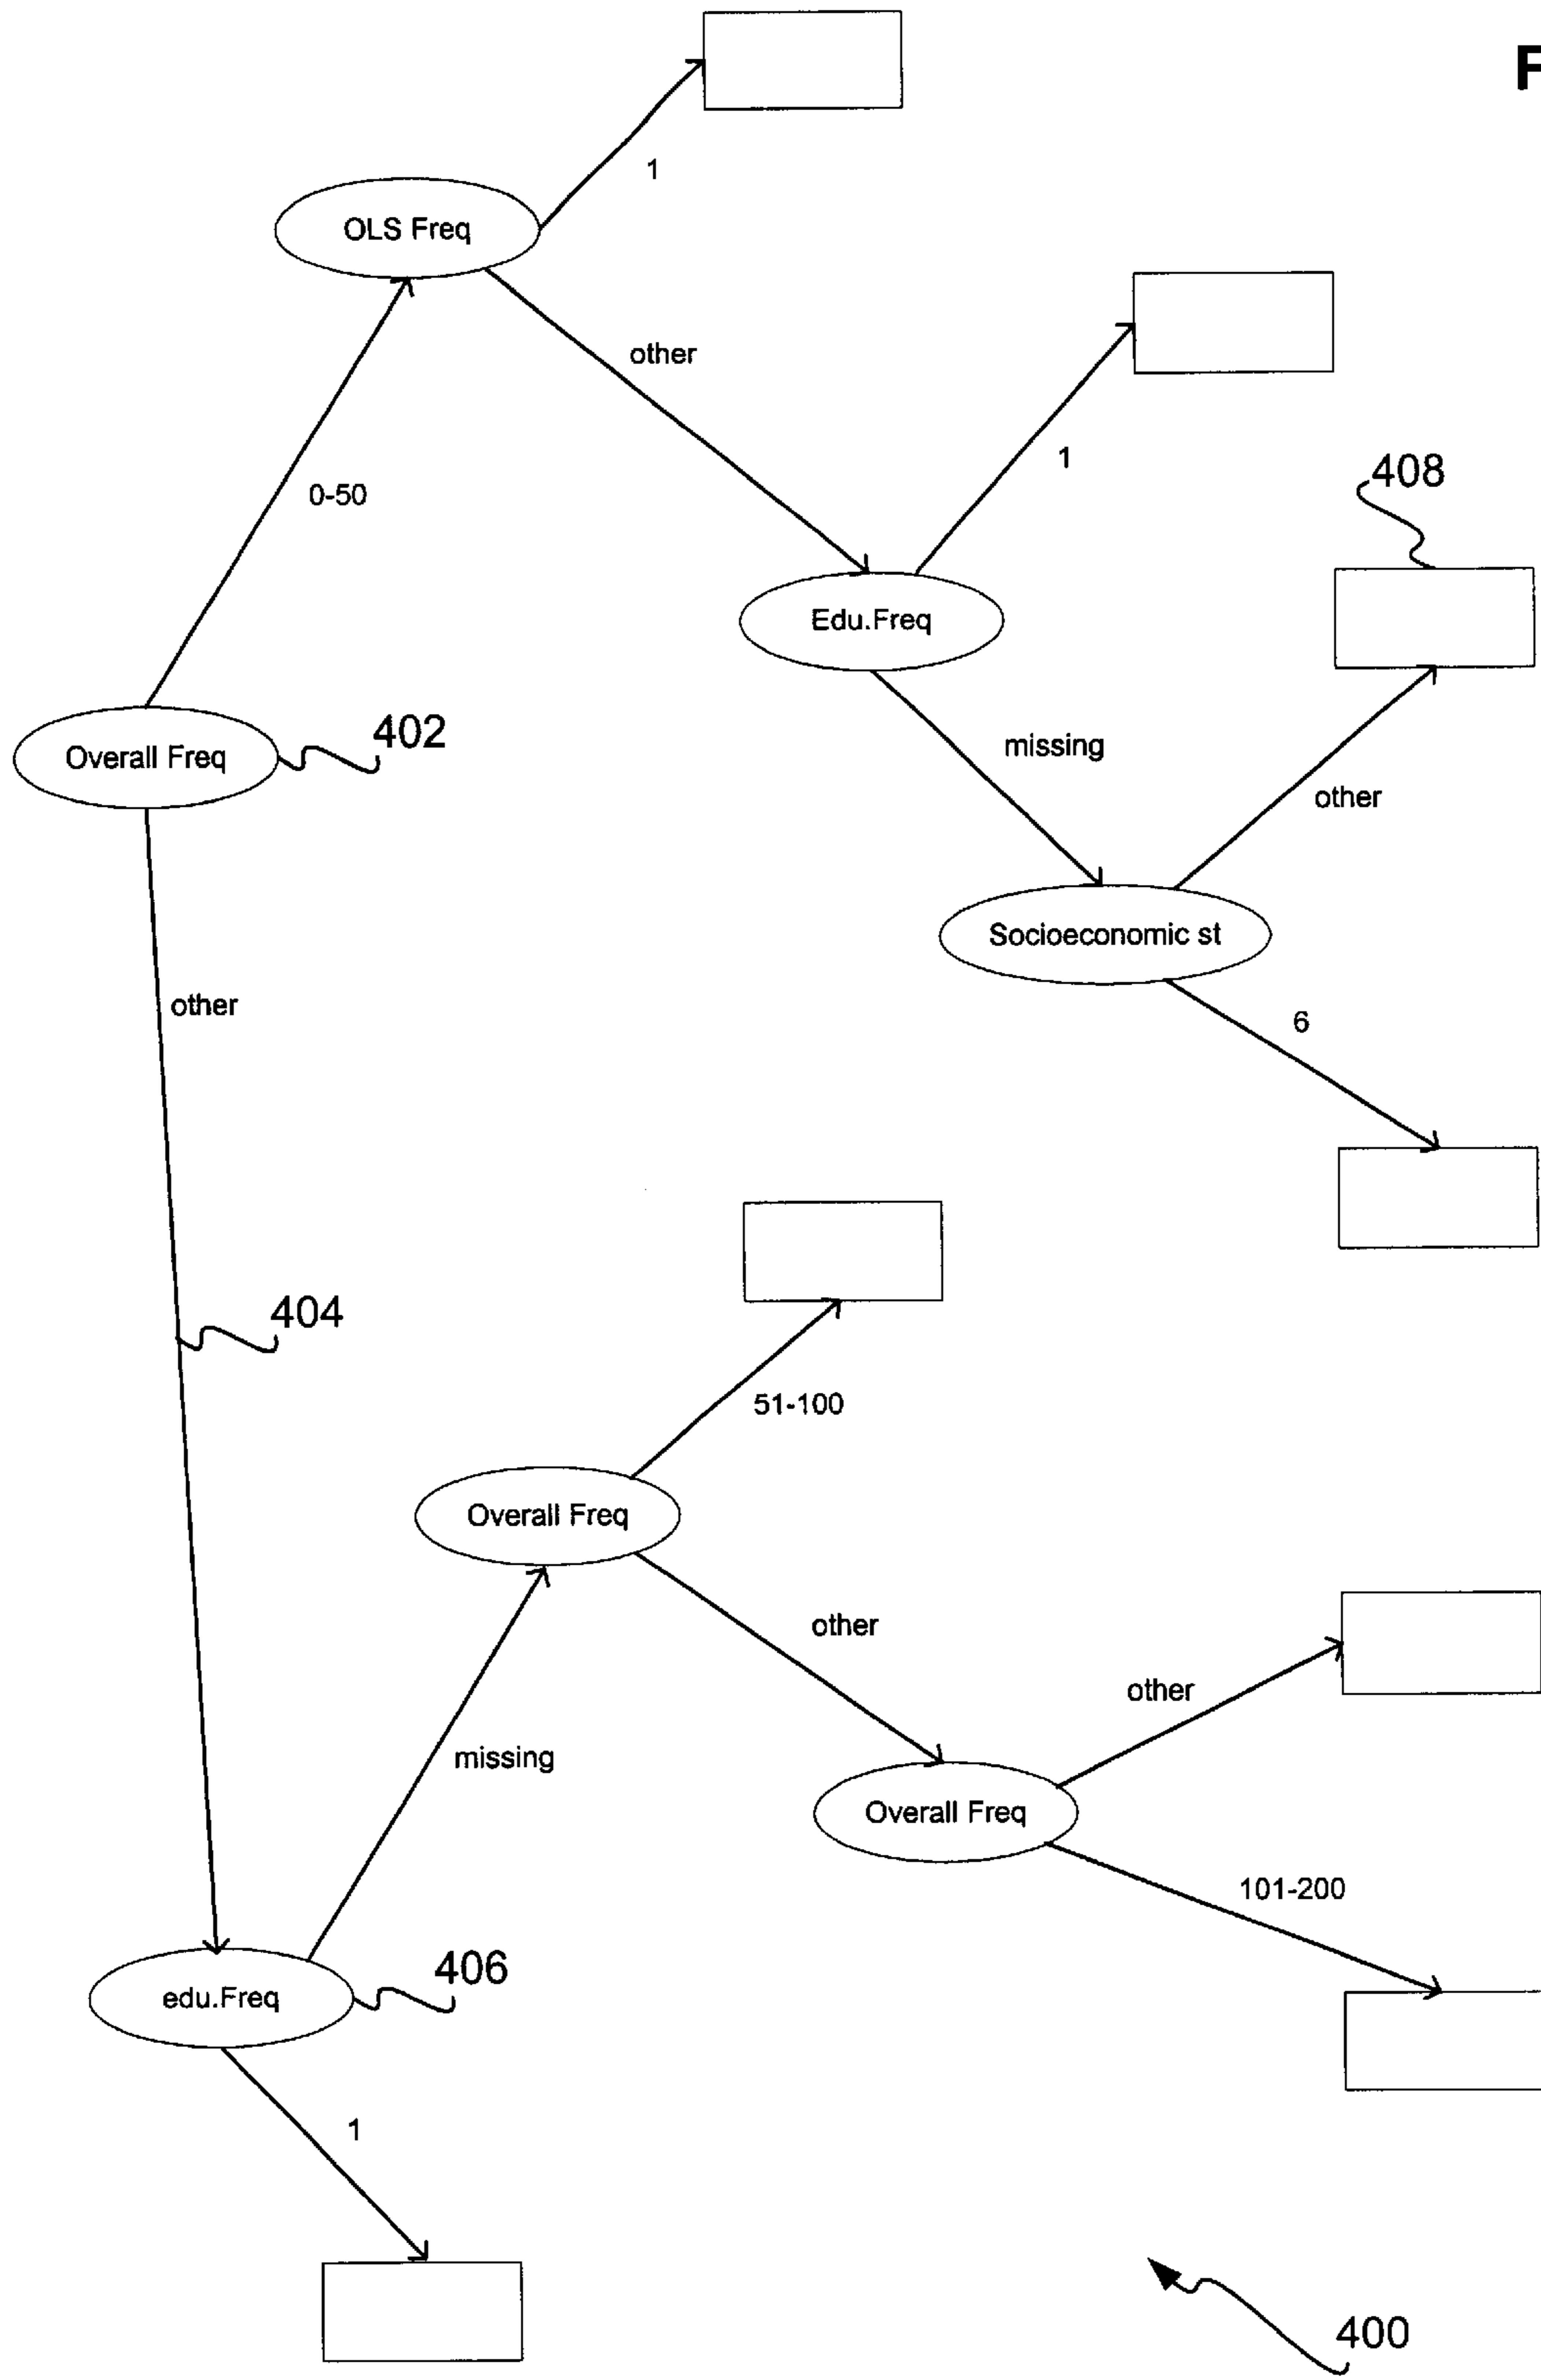 F
1
OLS Freq
other
1
408
0-50
Edu.Freq
402
missing
Overall Freq
other
Socioeconomic st
other
6
404
51-100
Overall Freq
other
other
missing
Overall Freq
101-200
406
edu.Freq
1
400